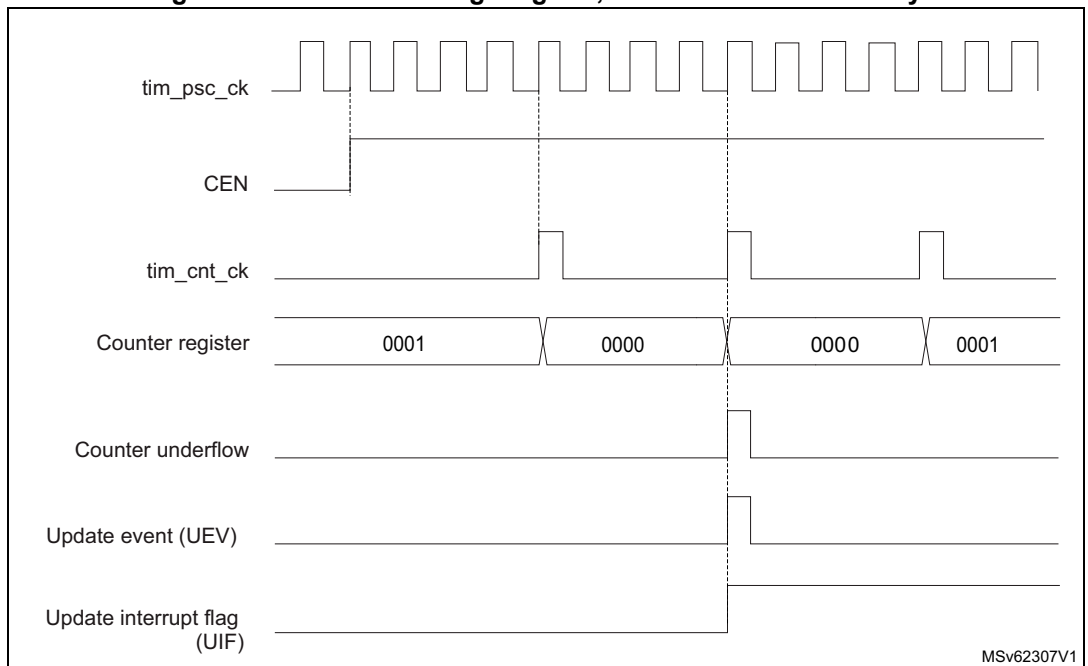 tim_psc_ck
CEN
tim_cnt_ck
Counter register
0001
0000
0000
0001
Counter underflow
Update event (UEV)
Update interrupt flag
(UIF)
MSv62307V1